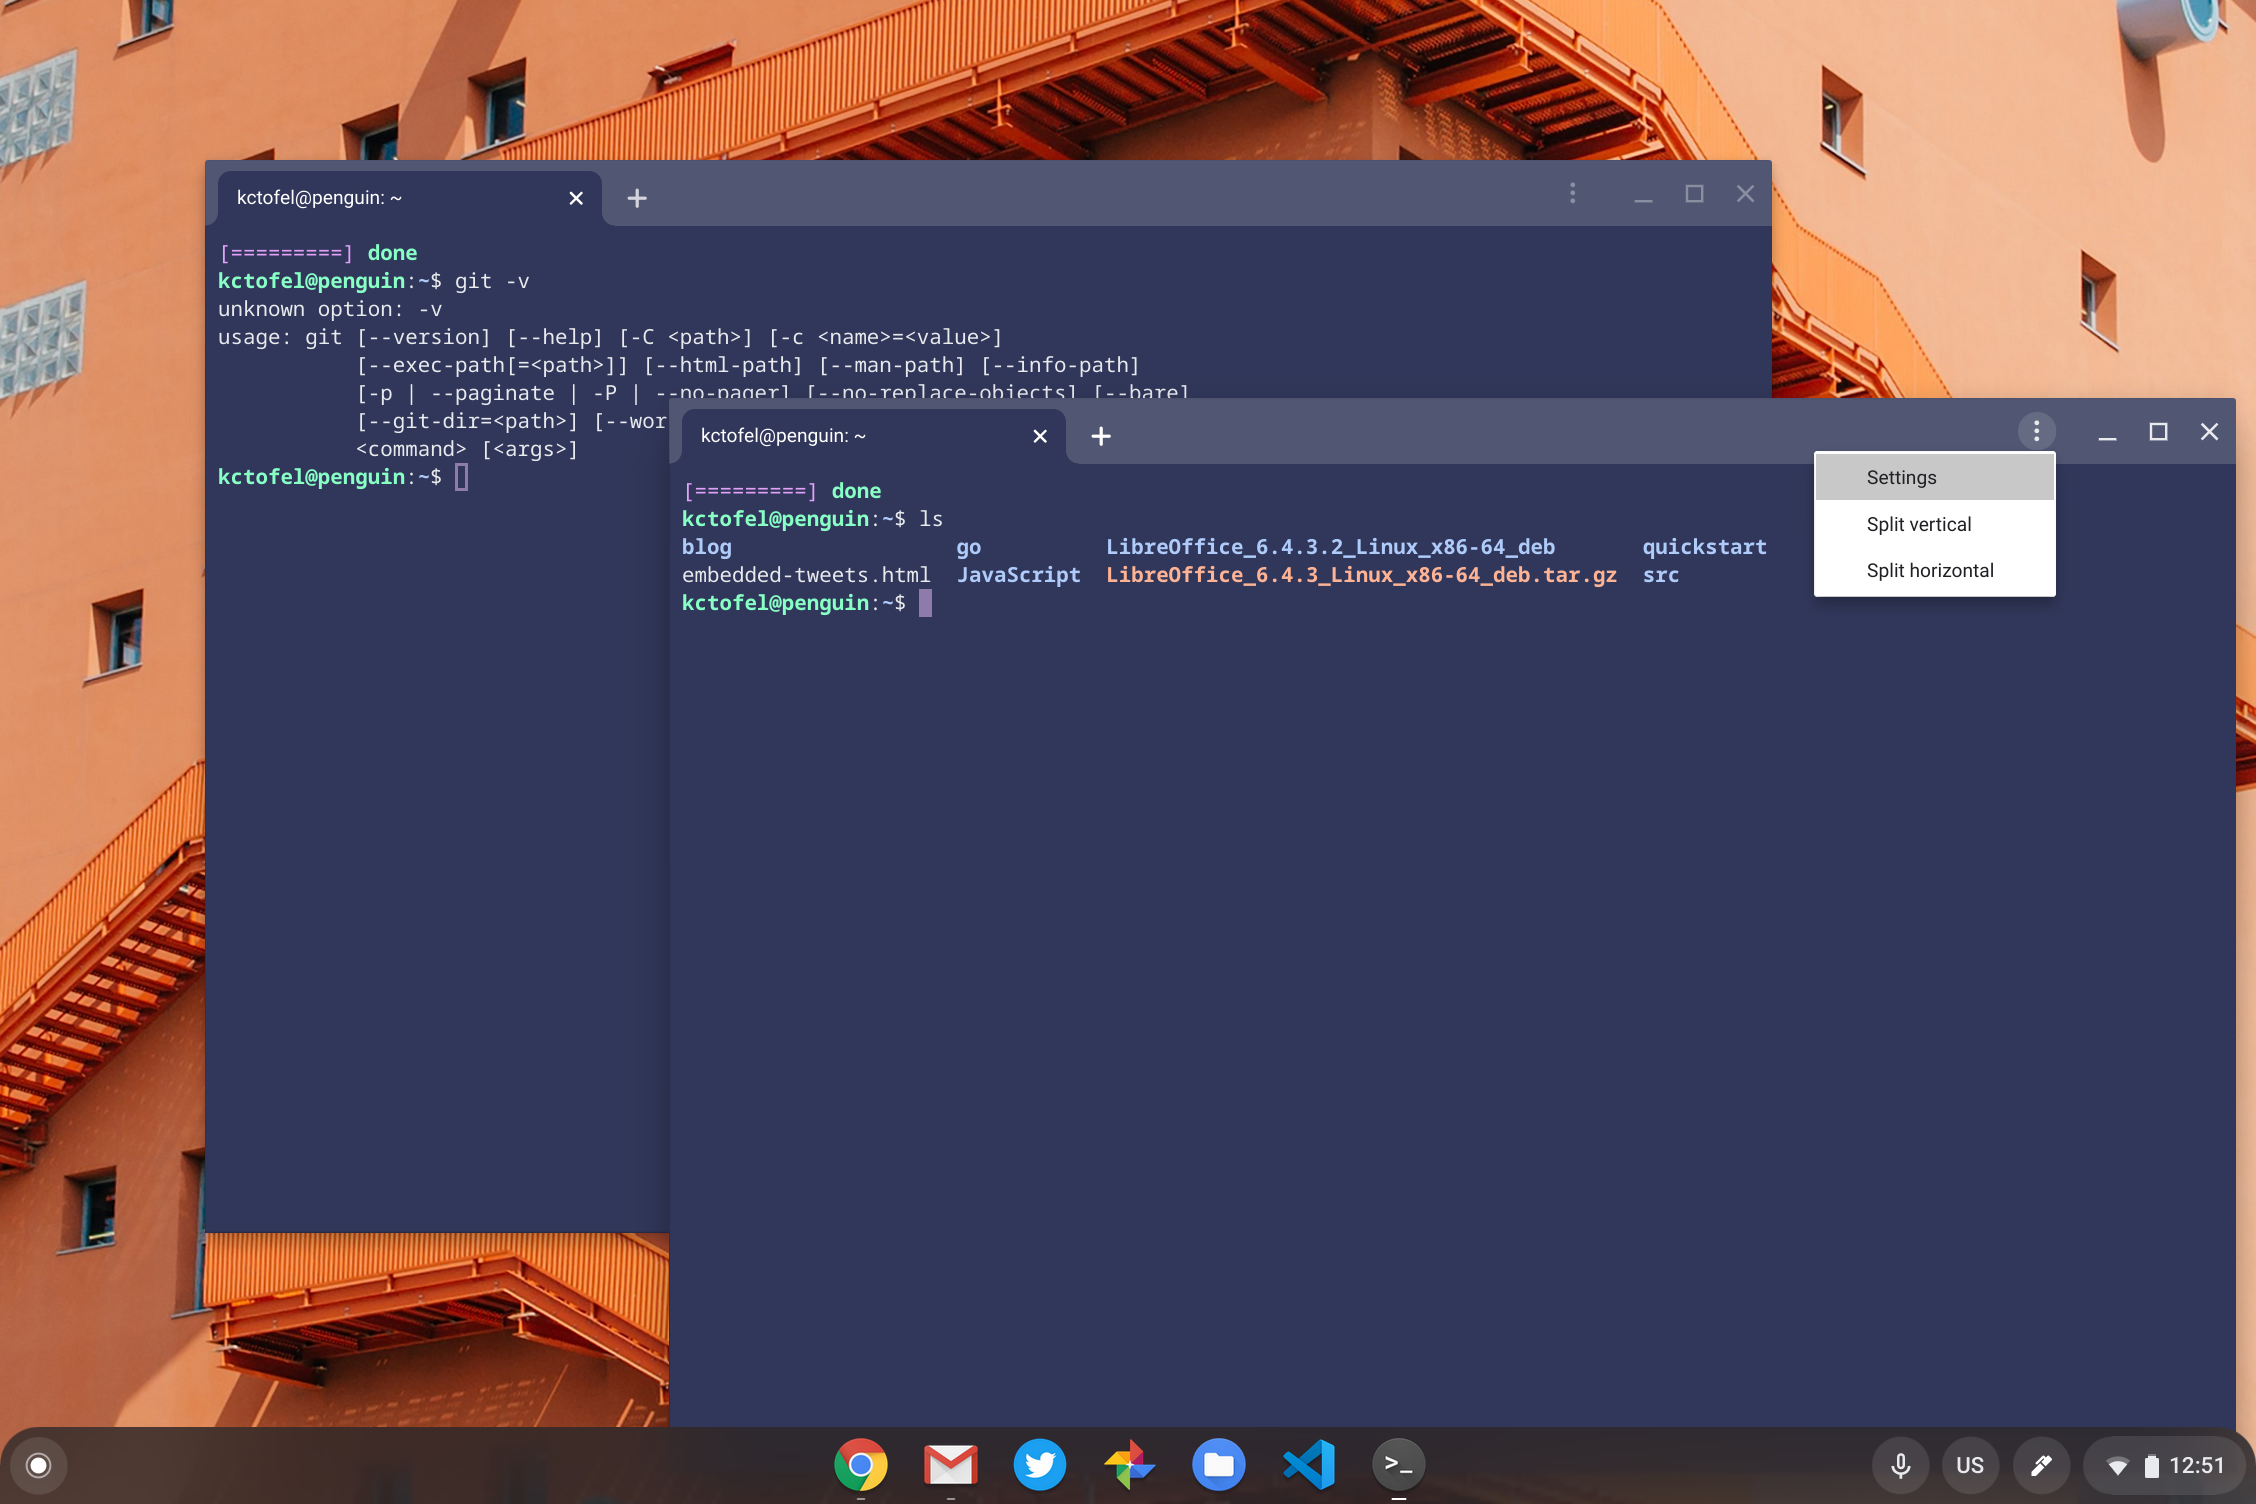 kctofel@penguin: ~
[=========] done
kctofel@penguin:~$ git -v
unknown option: -v
usage: git [--version] [--help] [-C <path>] [-c <name>=<value>]
[--exec-path[=<path>]] [--html-path] [--man-path] [--info-path]
[-p | --paginate | -P | --no-pager] [--no-replace-objects] [--bare]
[--git-dir=<path>] [--wor
<command> [<args>]
kctofel@penguin:~$
kctofel@penguin: ~
[=========] done
kctofel@penguin:~$ ls
blog go LibreOffice_6.4.3.2_Linux_x86-64_deb quickstart
embedded-tweets.html JavaScript LibreOffice_6.4.3_Linux_x86-64_deb.tar.gz src
kctofel@penguin:~$
Settings
Split vertical
Split horizontal
US
12:51